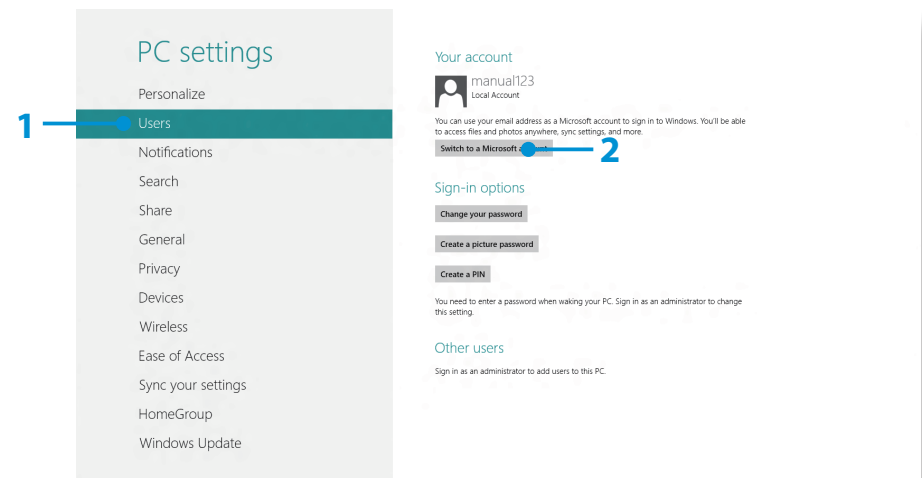 PC settings
Personalize
1
Users
Notifications
Search
Share
General
Privacy
Devices
Wireless
Ease of Access
Sync your settings
HomeGroup
Windows Update
Your account
manual123
Local Account
You can use your email address as a Microsoft account to sign in to Windows. You'll be able
to access files and photos anywhere, sync settings, and more.
Switch to a Microsoft
2
Sign-in options
Change your password
Create a picture password
Create a PIN
You need to enter a password when waking your PC. Sign in as an administrator to change
this setting.
Other users
Sign in as an administrator to add users to this PC.